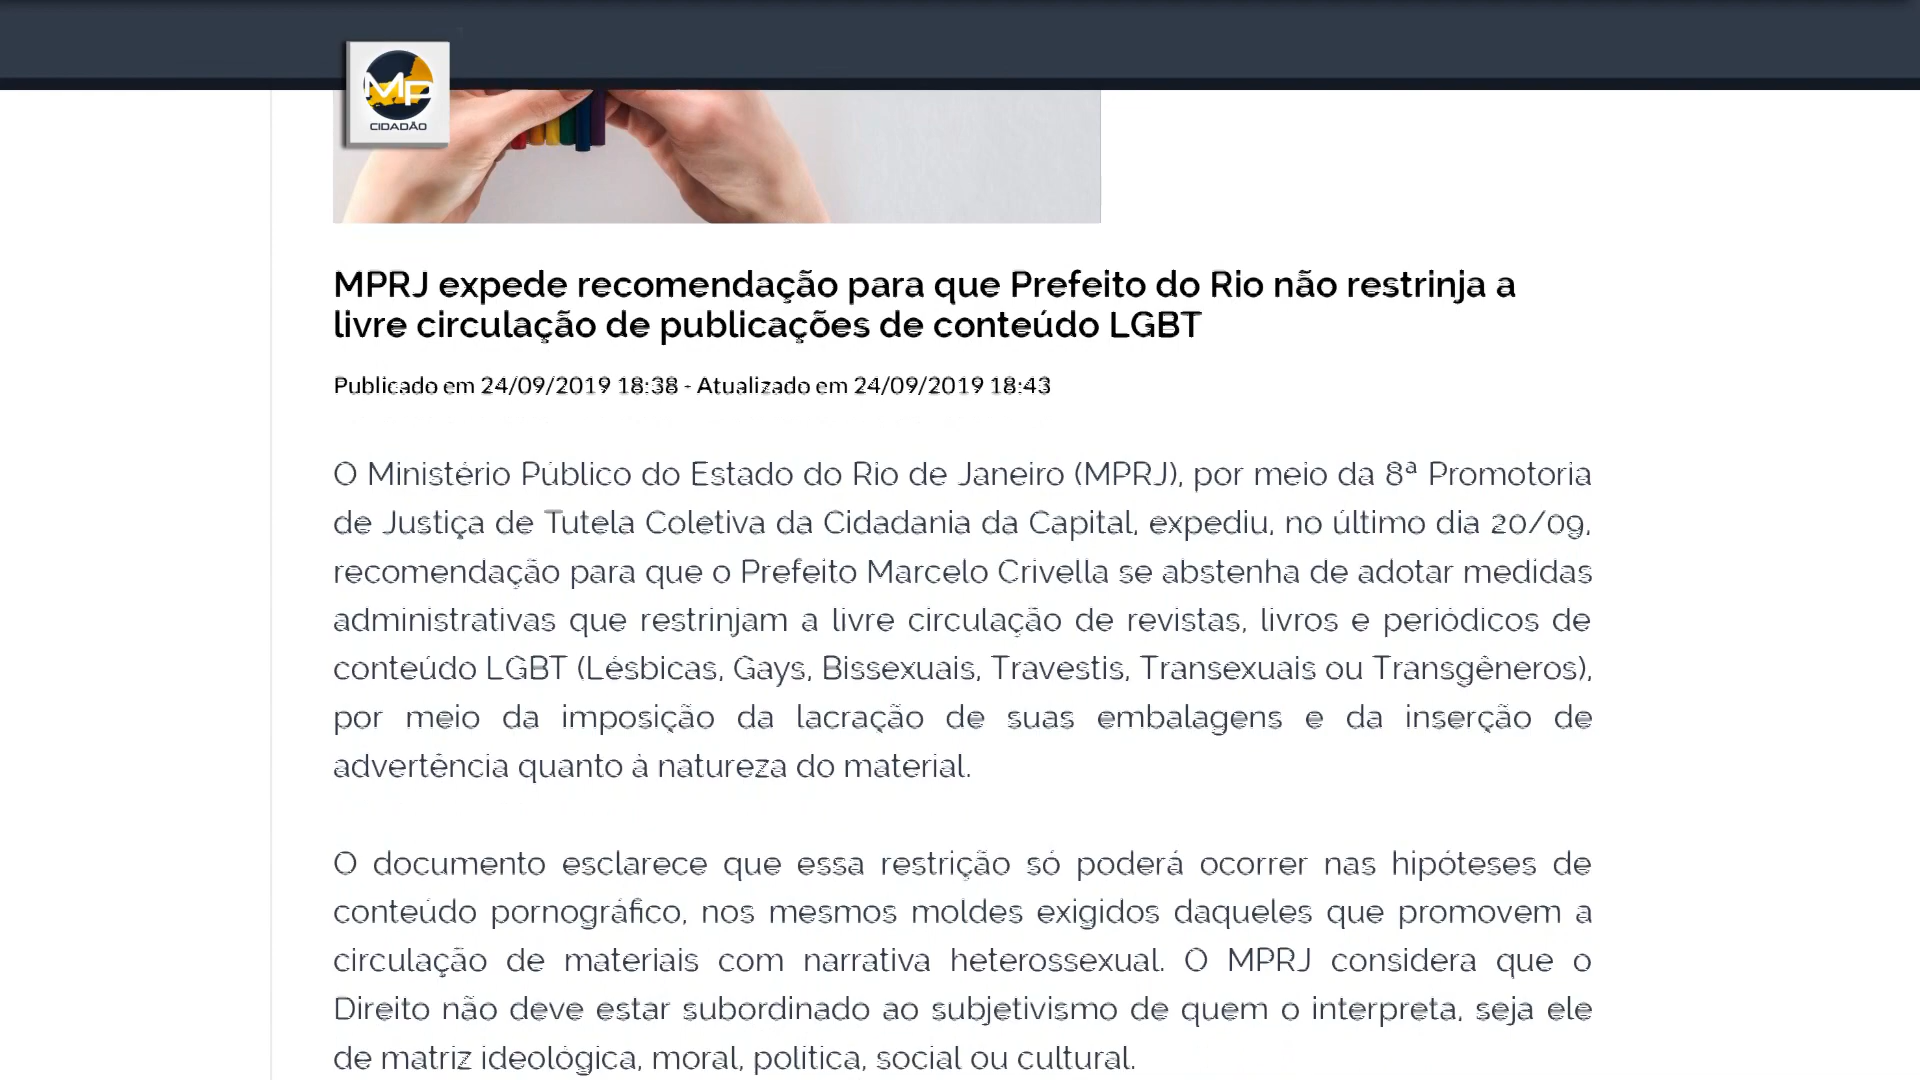 MP
CIDADÃO
MPRJ expede recomendação para que Prefeito do Rio não restrinja a
livre circulação de publicações de conteúdo LGBT
Publicado em 24/09/2019 18:38 - Atualizado em 24/09/2019 18:43
O Ministério Público do Estado do Rio de Janeiro (MPRJ), por meio da 8ª Promotoria
de Justiça de Tutela Coletiva da Cidadania da Capital, expediu, no último dia 20/09,
recomendação para que o Prefeito Marcelo Crivella se abstenha de adotar medidas
administrativas que restrinjam a livre circulação de revistas, livros e periódicos de
conteúdo LGBT (Lésbicas, Gays, Bissexuais, Travestis, Transexuais ou Transgêneros),
por meio da imposição da lacração de suas embalagens e da inserção de
advertência quanto à natureza do material.
O documento esclarece que essa restrição só poderá ocorrer nas hipóteses de
conteúdo pornográfico, nos mesmos moldes exigidos daqueles que promovem a
circulação de materiais com narrativa heterossexual. O MPRJ considera que o
Direito não deve estar subordinado ao subjetivismo de quem o interpreta, seja ele
de matriz ideológica, moral, política, social ou cultural.